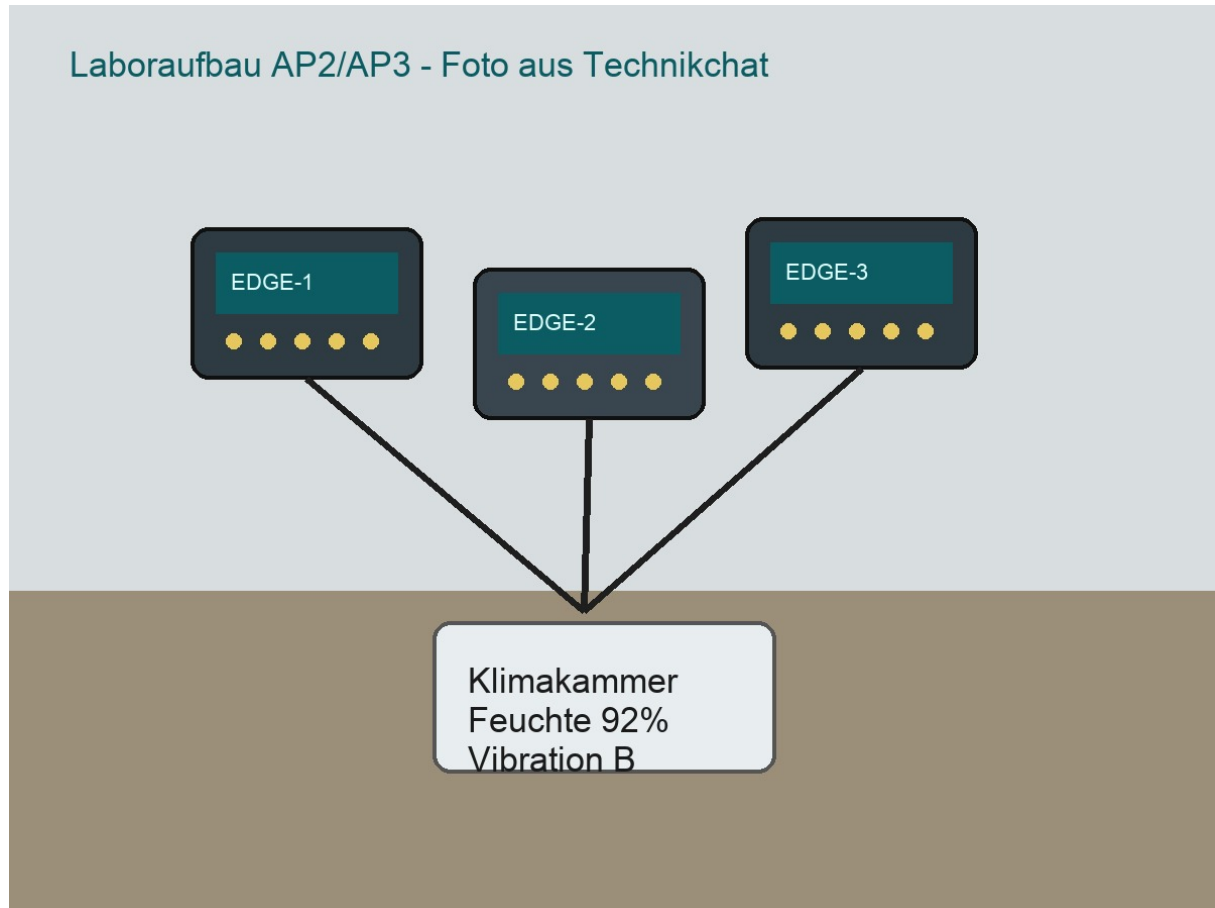 Laboraufbau AP2/AP3 - Foto aus Technikchat
EDGE-1
EDGE-2
EDGE-3
Klimakammer
Feuchte 92%
Vibration B